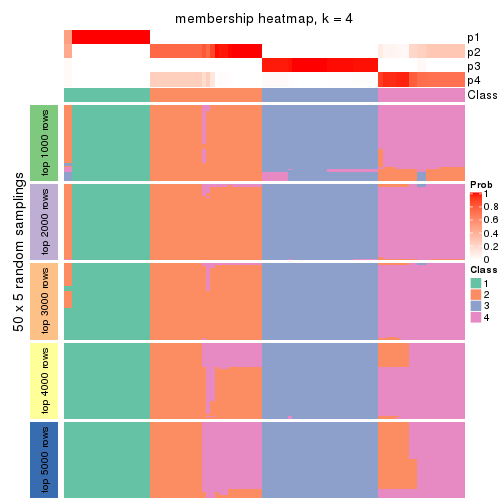 membership heatmap, k = 4
p1
p2
p3
p4
Class
50 x 5 random samplings
top 1000 rows
top 2000 rows
top 3000 rows
top 4000 rows
top 5000 rows
Prob
1
0.8
0.6
0.4
0.2
0
Class
1
2
3
4